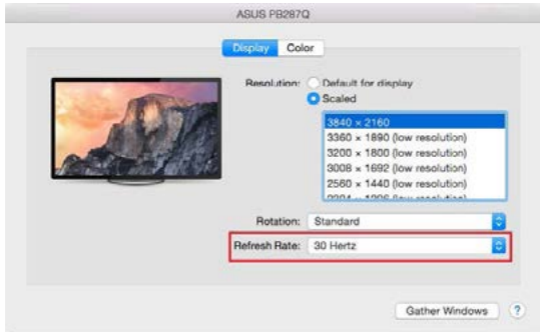 ASUS PB287Q
Display Color
Resolution: Default for display
Scaled
3840 × 2160
3360 × 1890 (low resolution)
3200 × 1800 (low resolution)
3008 × 1692 (low resolution)
2560 × 1440 (low resolution)
Rotation: Standard
Refresh Rate: 30 Hertz
Gather Windows ?